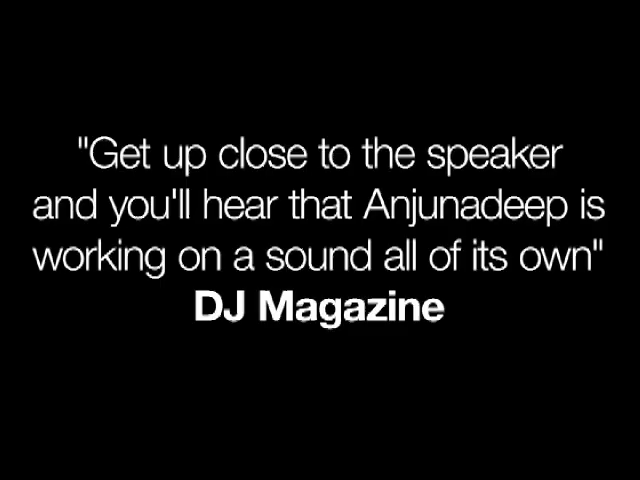 "Get up close to the speaker
and you'll hear that Anjunadeep is
working on a sound all of its own"
DJ Magazine